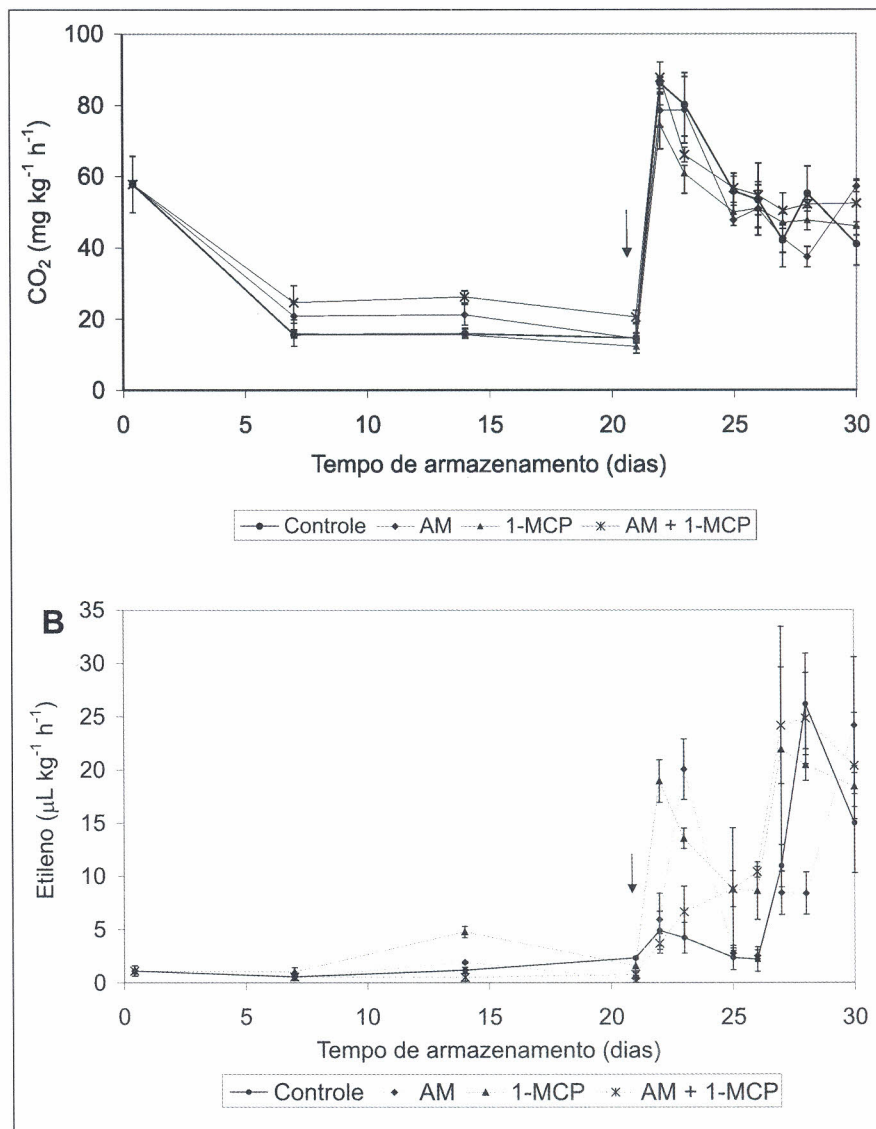 100
80
60
40
20
0
CO₂ (mg kg⁻¹ h⁻¹)
0 5 10 15 20 25 30
Tempo de armazenamento (dias)
Controle AM 1-MCP AM + 1-MCP
B
35
30
25
20
15
10
5
0
Etileno (µL kg⁻¹ h⁻¹)
0 5 10 15 20 25 30
Tempo de armazenamento (dias)
Controle AM 1-MCP AM + 1-MCP